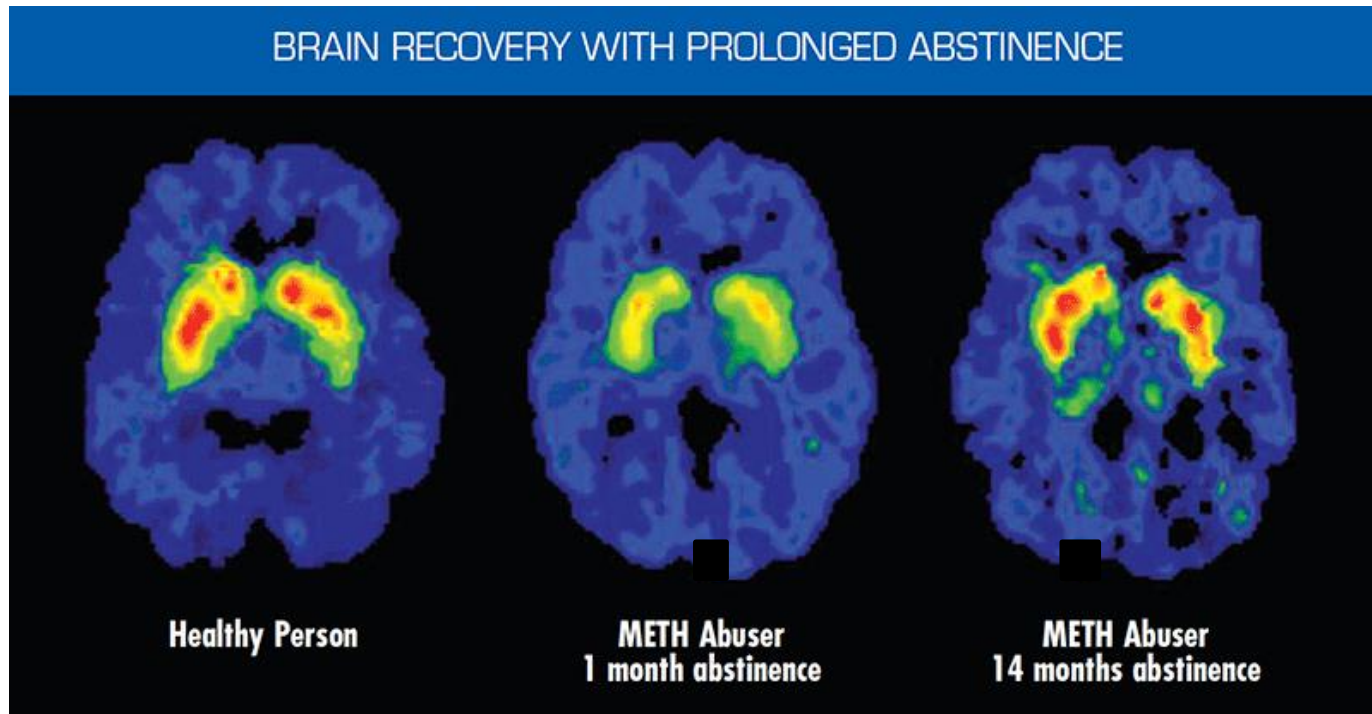 BRAIN RECOVERY WITH PROLONGED ABSTINENCE
Healthy Person
METH Abuser
1 month abstinence
METH Abuser
14 months abstinence